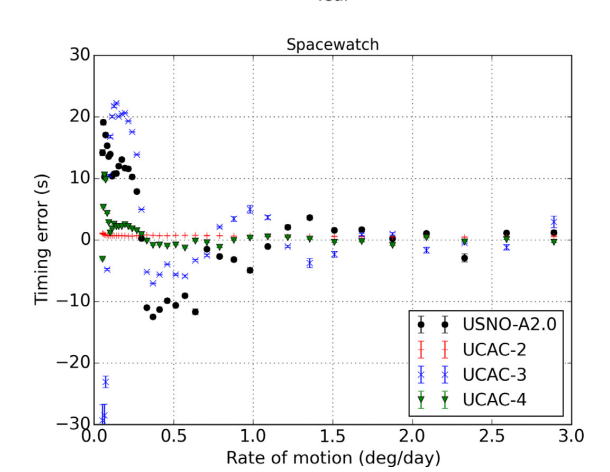 Spacewatch
30
20
10
0
−10
−20
−30
Timing error (s)
0.0 0.5 1.0 1.5 2.0 2.5 3.0
Rate of motion (deg/day)
USNO-A2.0
UCAC-2
UCAC-3
UCAC-4